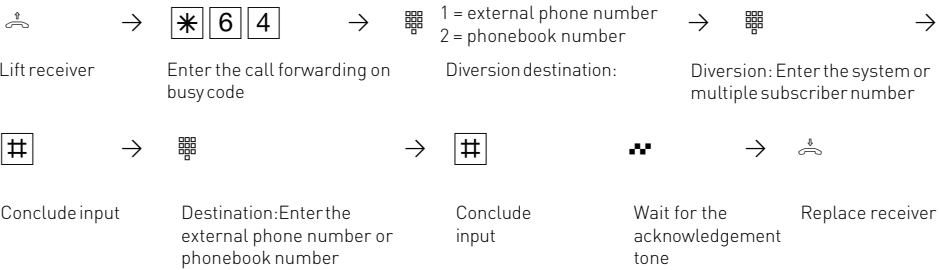 * 6 4
1 = external phone number
2 = phonebook number
Lift receiver
Enter the call forwarding on
busy code
Diversion destination:
Diversion: Enter the system or
multiple subscriber number
# #
Conclude input
Destination: Enter the
external phone number or
phonebook number
Conclude
input
Wait for the
acknowledgement
tone
Replace receiver